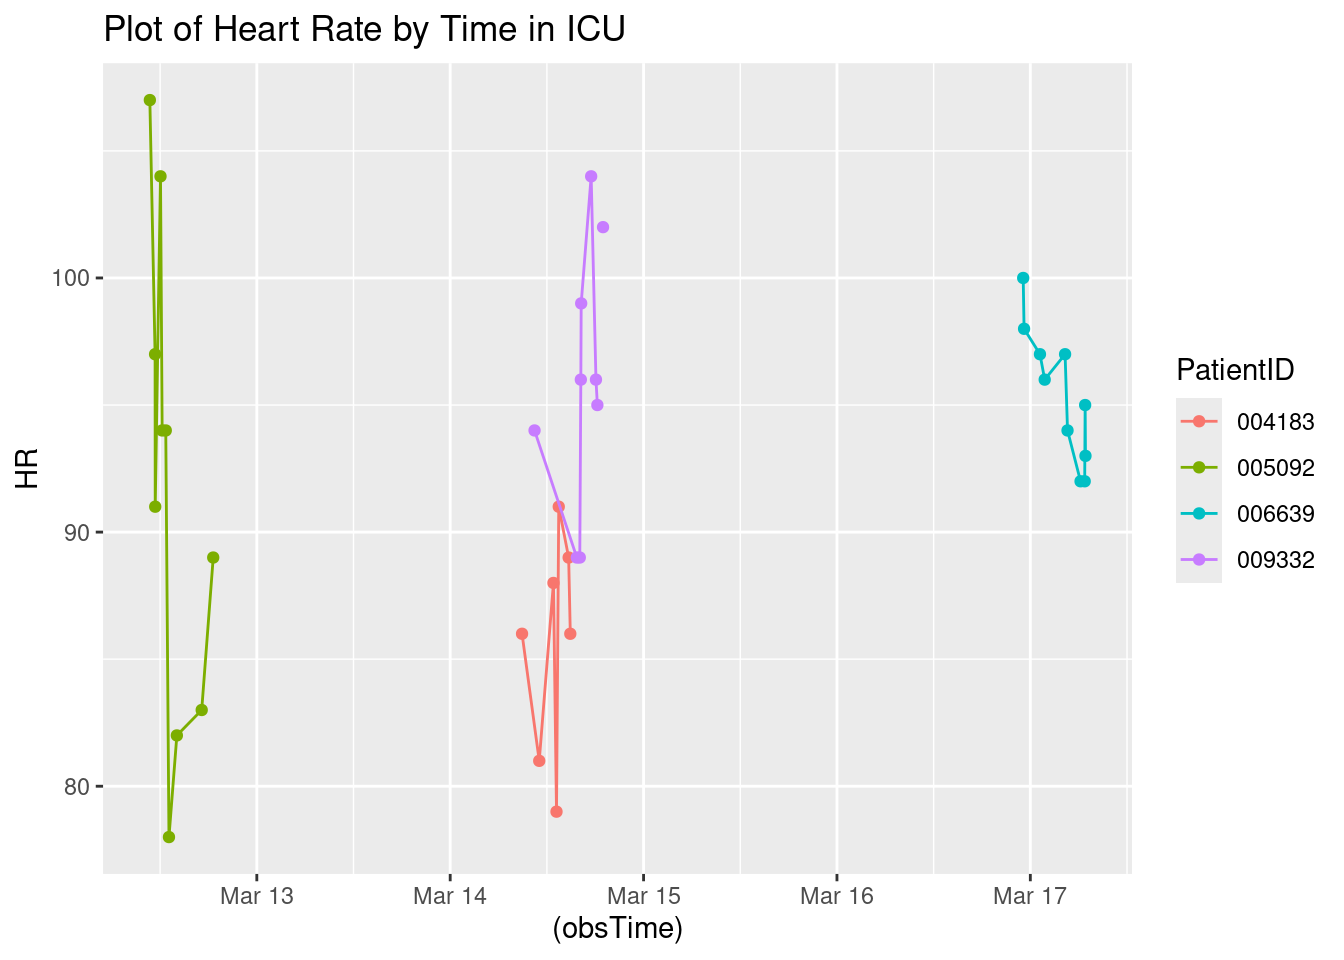 Plot of Heart Rate by Time in ICU
HR
100
90
80
Mar 13 Mar 14 Mar 15 Mar 16 Mar 17
(obsTime)
PatientID
004183
005092
006639
009332